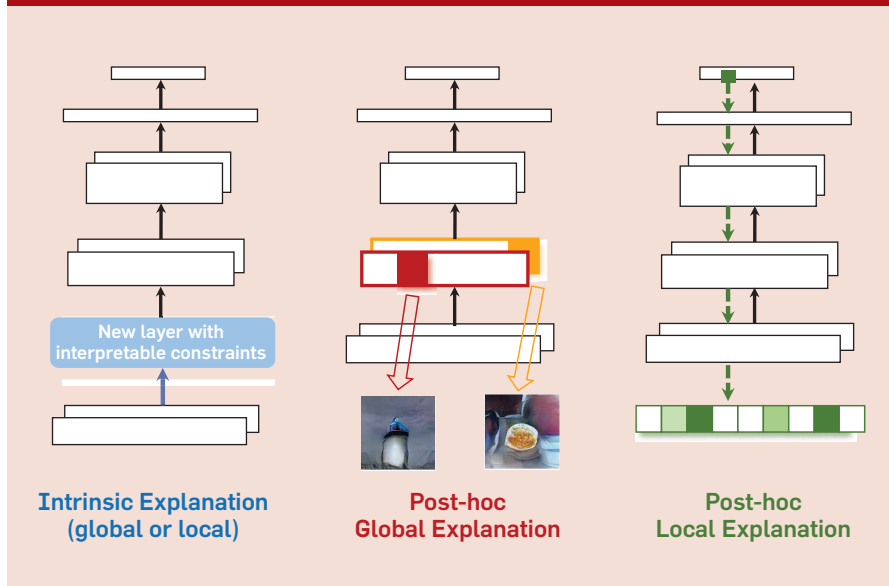 New layer with
interpretable constraints
Intrinsic Explanation
(global or local)
Post-hoc
Global Explanation
Post-hoc
Local Explanation